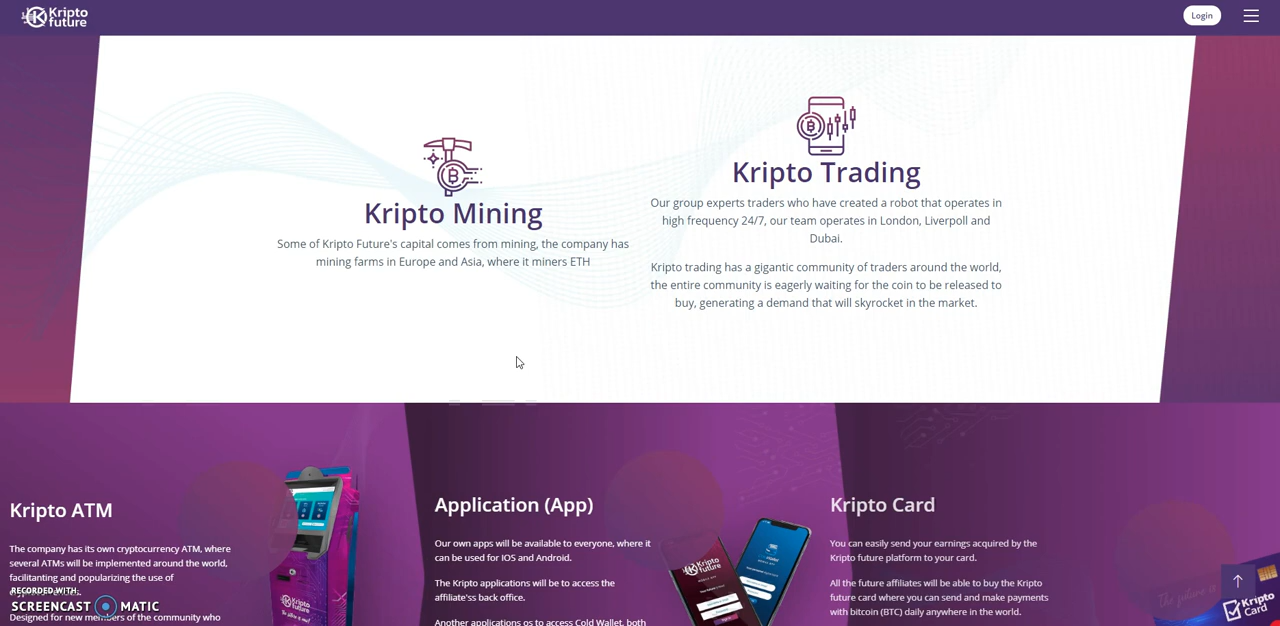 Kripto
future
Login
Kripto Mining
Some of Kripto Future's capital comes from mining, the company has
mining farms in Europe and Asia, where it miners ETH
Kripto Trading
Our group experts traders who have created a robot that operates in
high frequency 24/7, our team operates in London, Liverpoll and
Dubai.
Kripto trading has a gigantic community of traders around the world,
the entire community is eagerly waiting for the coin to be released to
buy, generating a demand that will skyrocket in the market.
Kripto ATM
The company has its own cryptocurrency ATM, where
several ATMs will be implemented around the world,
facilitanting and popularizing the use of
RECORDED WITH
SCREENCAST MATIC
Designed for new members of the community who
Kripto
future
Application (App)
Our own apps will be available to everyone, where it
can be used for IOS and Android.
The Kripto applications will be to access the
affiliate'ss back office.
Another applications os to access Cold Wallet, both
Kripto
future
Kripto Card
You can easily send your earnings acquired by the
Kripto future platform to your card.
All the future affiliates will be able to buy the Kripto
future card where you can send and make payments
with bitcoin (BTC) daily anywhere in the world.
The future is
Kripto
Card